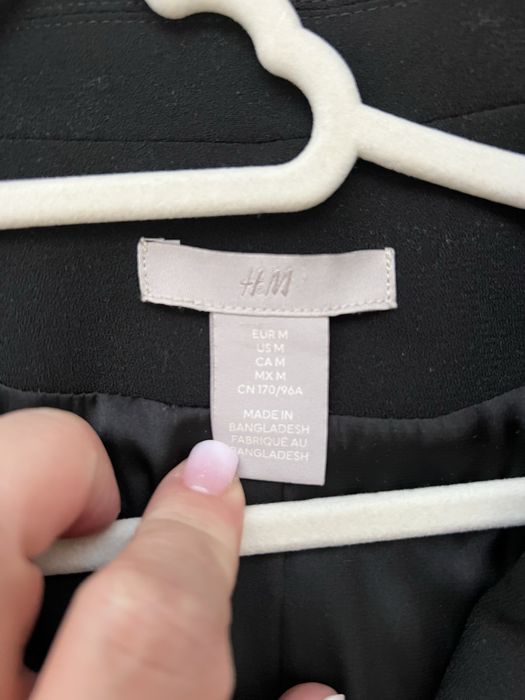 H&M
EUR M
US M
CA M
MX M
CN 170/96A
MADE IN
BANGLADESH
FABRIQUÉ AU
BANGLADESH